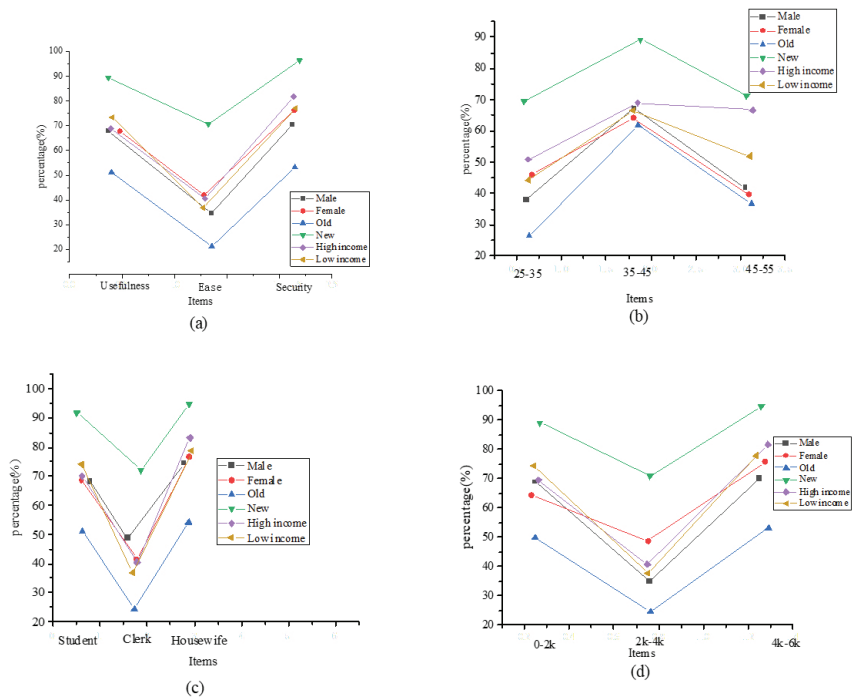 100
90
80
70
60
50
40
30
20
percentage(%)
Male
Female
Old
New
High income
Low income
Usefulness Ease Security
Items
(a)
90
80
70
60
50
40
30
20
percentage(%)
Male
Female
Old
New
High income
Low income
25-35 35-45 45-55
Items
(b)
100
90
80
70
60
50
40
30
20
percentage(%)
Male
Female
Old
New
High income
Low income
Student Clerk Housewife
Items
(c)
100
90
80
70
60
50
40
30
20
percentage(%)
Male
Female
Old
New
High income
Low income
0-2k 2k-4k 4k-6k
Items
(d)